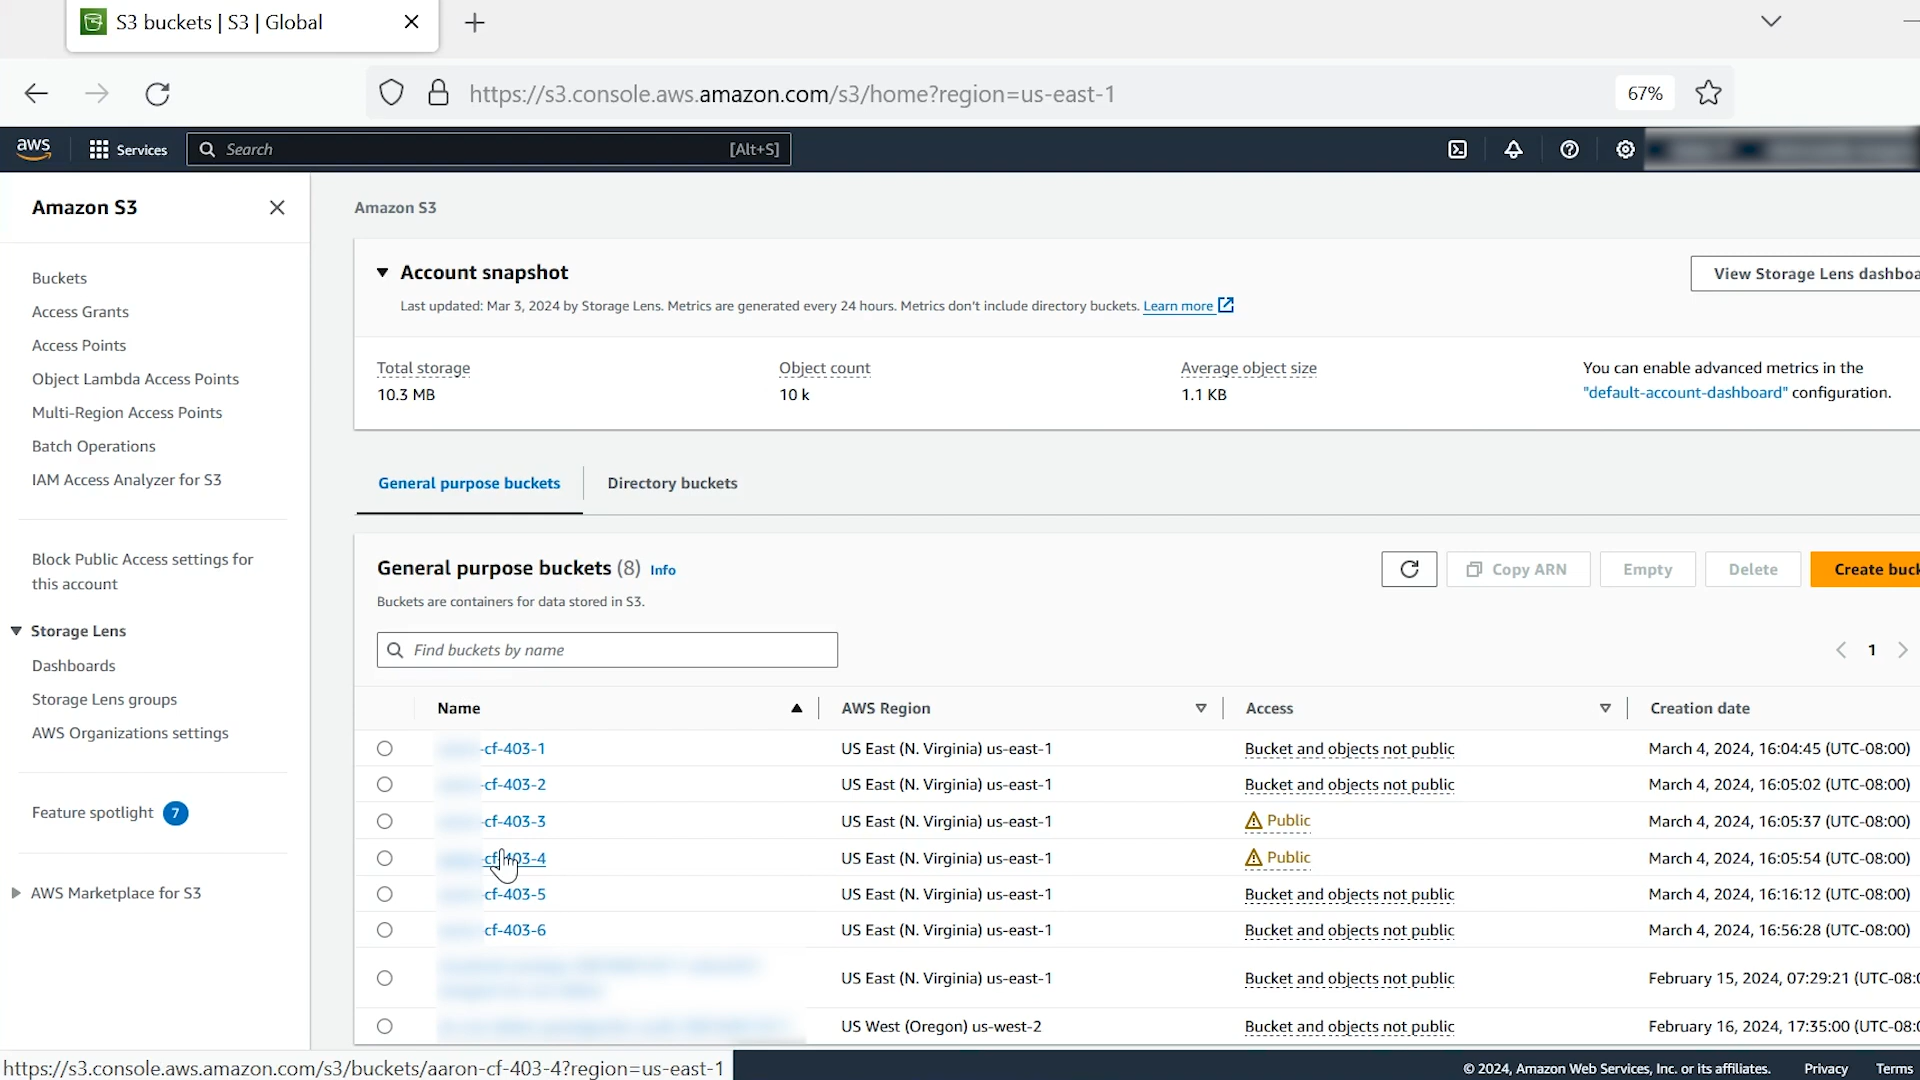 S3 buckets | S3 | Global
https://s3.console.aws.amazon.com/s3/home?region=us-east-1
67%
aws
Services
Search
[Alt+S]
Amazon S3
Buckets
Access Grants
Access Points
Object Lambda Access Points
Multi-Region Access Points
Batch Operations
IAM Access Analyzer for S3
Block Public Access settings for
this account
Storage Lens
Dashboards
Storage Lens groups
AWS Organizations settings
Feature spotlight 7
AWS Marketplace for S3
Amazon S3
Account snapshot
View Storage Lens dashboa
Last updated: Mar 3, 2024 by Storage Lens. Metrics are generated every 24 hours. Metrics don't include directory buckets. Learn more
Total storage
10.3 MB
Object count
10 k
Average object size
1.1 KB
You can enable advanced metrics in the
"default-account-dashboard" configuration.
General purpose buckets
Directory buckets
General purpose buckets (8) Info
Buckets are containers for data stored in S3.
Copy ARN
Empty
Delete
Create buck
Find buckets by name
1
Name AWS Region Access Creation date
-cf-403-1 US East (N. Virginia) us-east-1 Bucket and objects not public March 4, 2024, 16:04:45 (UTC-08:00)
-cf-403-2 US East (N. Virginia) us-east-1 Bucket and objects not public March 4, 2024, 16:05:02 (UTC-08:00)
-cf-403-3 US East (N. Virginia) us-east-1 Public March 4, 2024, 16:05:37 (UTC-08:00)
cf-403-4 US East (N. Virginia) us-east-1 Public March 4, 2024, 16:05:54 (UTC-08:00)
cf-403-5 US East (N. Virginia) us-east-1 Bucket and objects not public March 4, 2024, 16:16:12 (UTC-08:00)
cf-403-6 US East (N. Virginia) us-east-1 Bucket and objects not public March 4, 2024, 16:56:28 (UTC-08:00)
US East (N. Virginia) us-east-1 Bucket and objects not public February 15, 2024, 07:29:21 (UTC-08:0
US West (Oregon) us-west-2 Bucket and objects not public February 16, 2024, 17:35:00 (UTC-08:0
https://s3.console.aws.amazon.com/s3/buckets/aaron-cf-403-4?region=us-east-1
© 2024, Amazon Web Services, Inc. or its affiliates. Privacy Terms